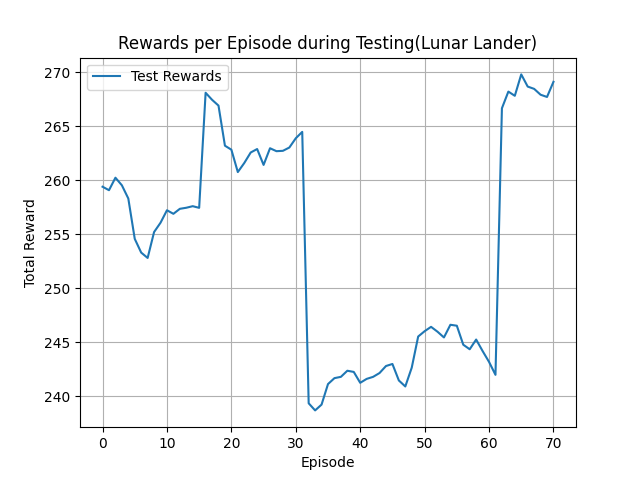 Rewards per Episode during Testing(Lunar Lander)
Test Rewards
270
265
260
255
250
245
240
Total Reward
0 10 20 30 40 50 60 70
Episode